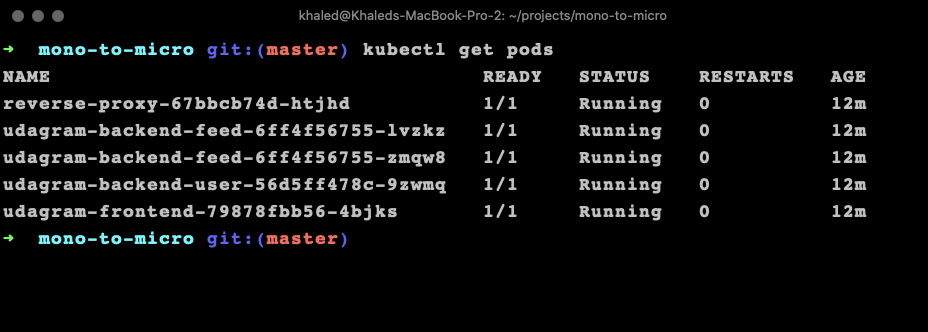 khaled@Khaleds-MacBook-Pro-2: ~/projects/mono-to-micro
➜ mono-to-micro git:(master) kubectl get pods
NAME READY STATUS RESTARTS AGE
reverse-proxy-67bbcb74d-htjhd 1/1 Running 0 12m
udagram-backend-feed-6ff4f56755-lvzkz 1/1 Running 0 12m
udagram-backend-feed-6ff4f56755-zmqw8 1/1 Running 0 12m
udagram-backend-user-56d5ff478c-9zwmq 1/1 Running 0 12m
udagram-frontend-79878fbb56-4bjks 1/1 Running 0 12m
➜ mono-to-micro git:(master)